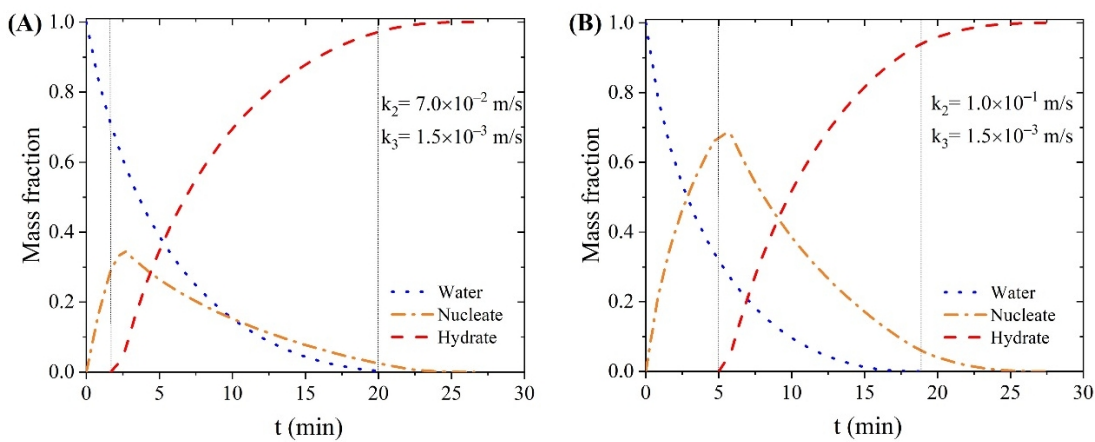 (A)
1.0
0.8
0.6
0.4
0.2
0.0
Mass fraction
k₂= 7.0×10⁻² m/s
k₃= 1.5×10⁻³ m/s
Water
Nucleate
Hydrate
0 5 10 15 20 25 30
t (min)
(B)
1.0
0.8
0.6
0.4
0.2
0.0
Mass fraction
k₂= 1.0×10⁻¹ m/s
k₃= 1.5×10⁻³ m/s
Water
Nucleate
Hydrate
0 5 10 15 20 25 30
t (min)